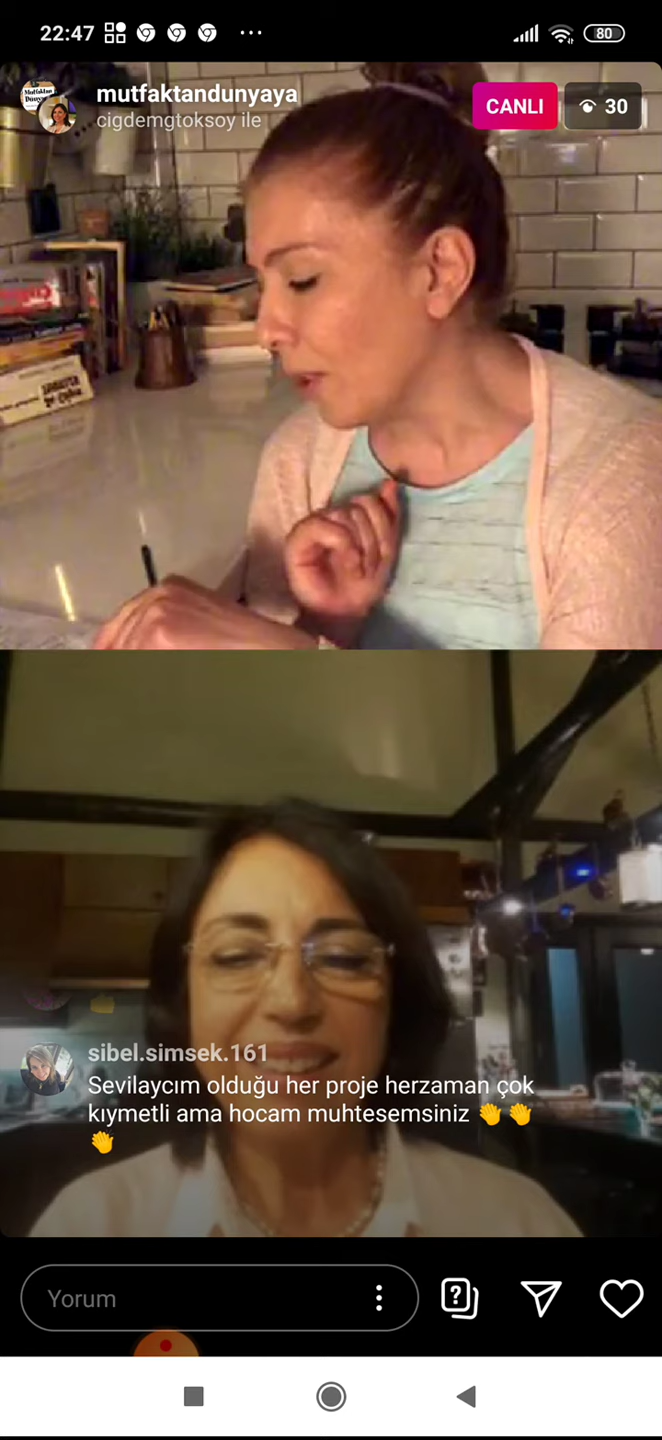 22:47
80
mutfaktandunyaya
cigdemgtoksoy ile
CANLI
30
sibel.simsek.161
Sevilaycım olduğu her proje herzaman çok
kıymetli ama hocam muhtesemsiniz 👏👏
👏
Yorum